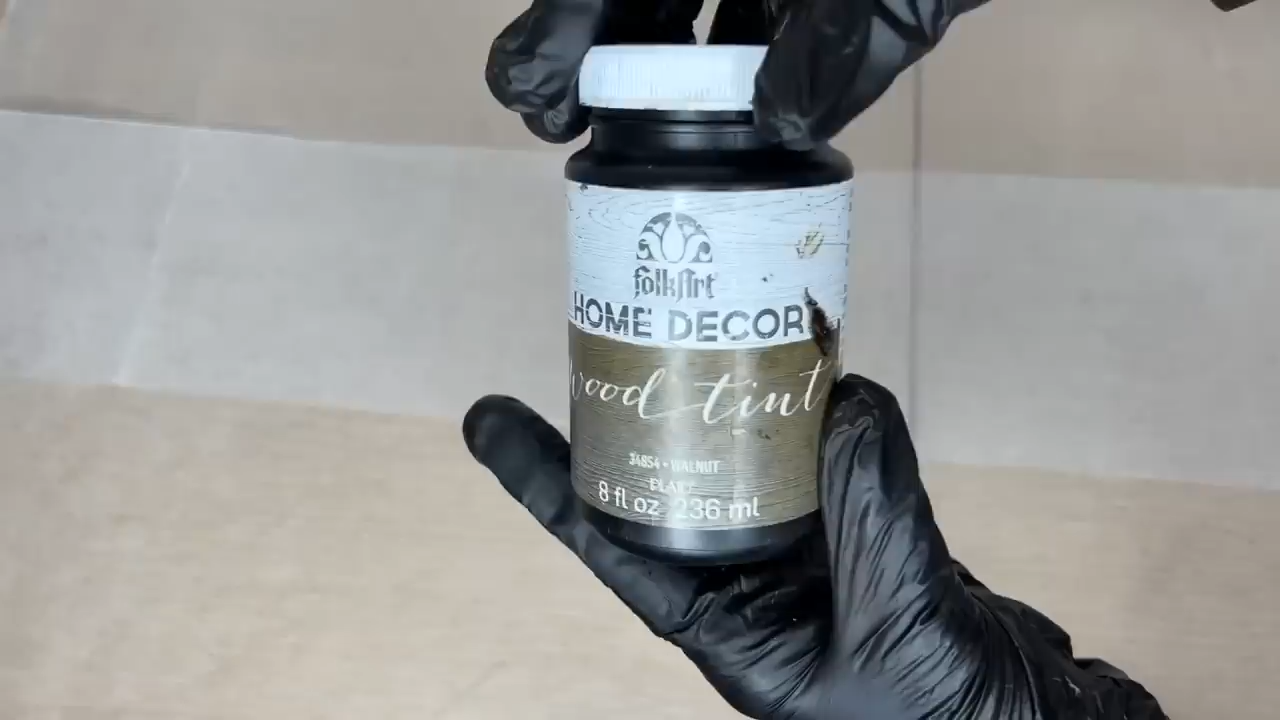 folkArt
HOME DECOR
Wood tint
34854 • WALNUT
8 fl oz 236 ml